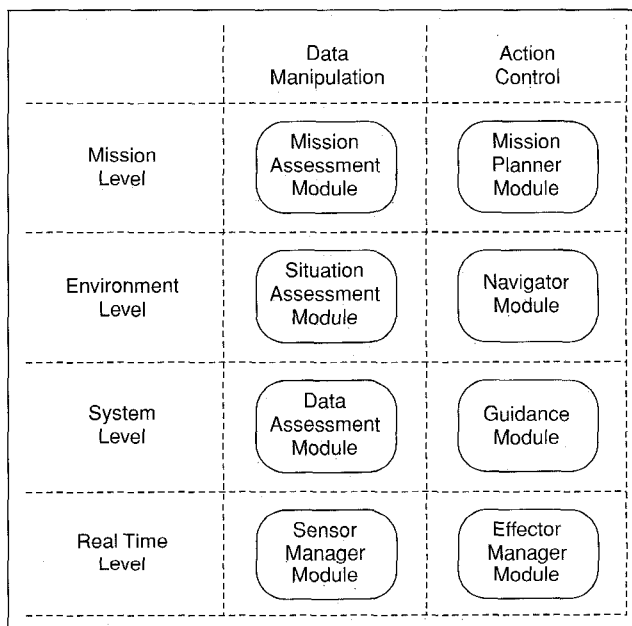 Data
Manipulation
Action
Control
Mission
Level
Mission
Assessment
Module
Mission
Planner
Module
Environment
Level
Situation
Assessment
Module
Navigator
Module
System
Level
Data
Assessment
Module
Guidance
Module
Real Time
Level
Sensor
Manager
Module
Effector
Manager
Module